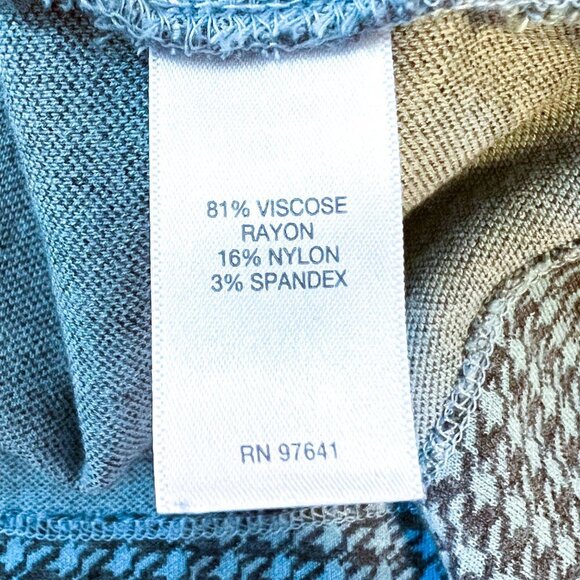 81% VISCOSE
RAYON
16% NYLON
3% SPANDEX
RN 97641